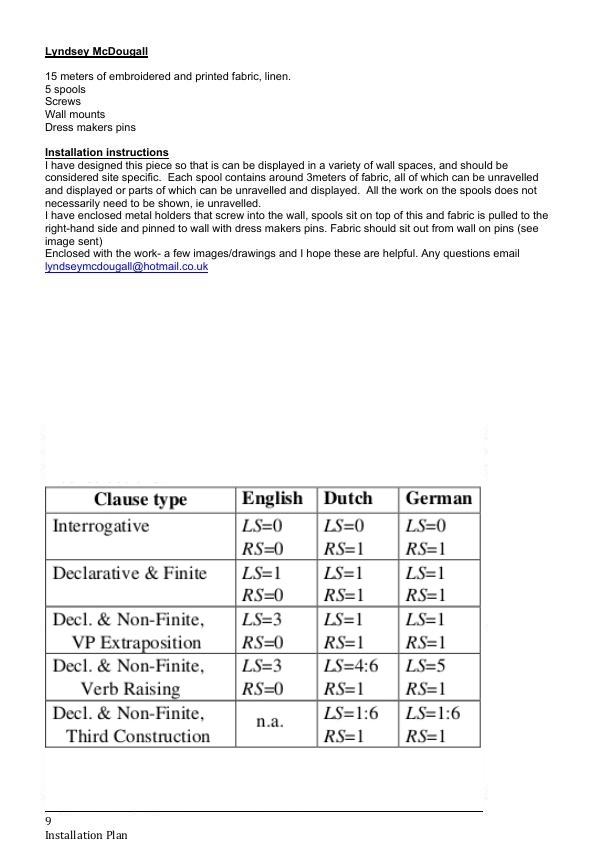 Lyndsey McDougall
15 meters of embroidered and printed fabric, linen.
5 spools
Screws
Wall mounts
Dress makers pins
Installation instructions
I have designed this piece so that is can be displayed in a variety of wall spaces, and should be
considered site specific.  Each spool contains around 3meters of fabric, all of which can be unravelled
and displayed or parts of which can be unravelled and displayed.  All the work on the spools does not
necessarily need to be shown, ie unravelled.
I have enclosed metal holders that screw into the wall, spools sit on top of this and fabric is pulled to the
right-hand side and pinned to wall with dress makers pins. Fabric should sit out from wall on pins (see
image sent)
Enclosed with the work- a few images/drawings and I hope these are helpful. Any questions email
lyndseymcdougall@hotmail.co.uk
Clause type English Dutch German
Interrogative LS=0 LS=0 LS=0
RS=0 RS=1 RS=1
Declarative & Finite LS=1 LS=1 LS=1
RS=0 RS=1 RS=1
Decl. & Non-Finite, LS=3 LS=1 LS=1
VP Extraposition RS=0 RS=1 RS=1
Decl. & Non-Finite, LS=3 LS=4:6 LS=5
Verb Raising RS=0 RS=1 RS=1
Decl. & Non-Finite, n.a. LS=1:6 LS=1:6
Third Construction RS=1 RS=1
9
Installation Plan